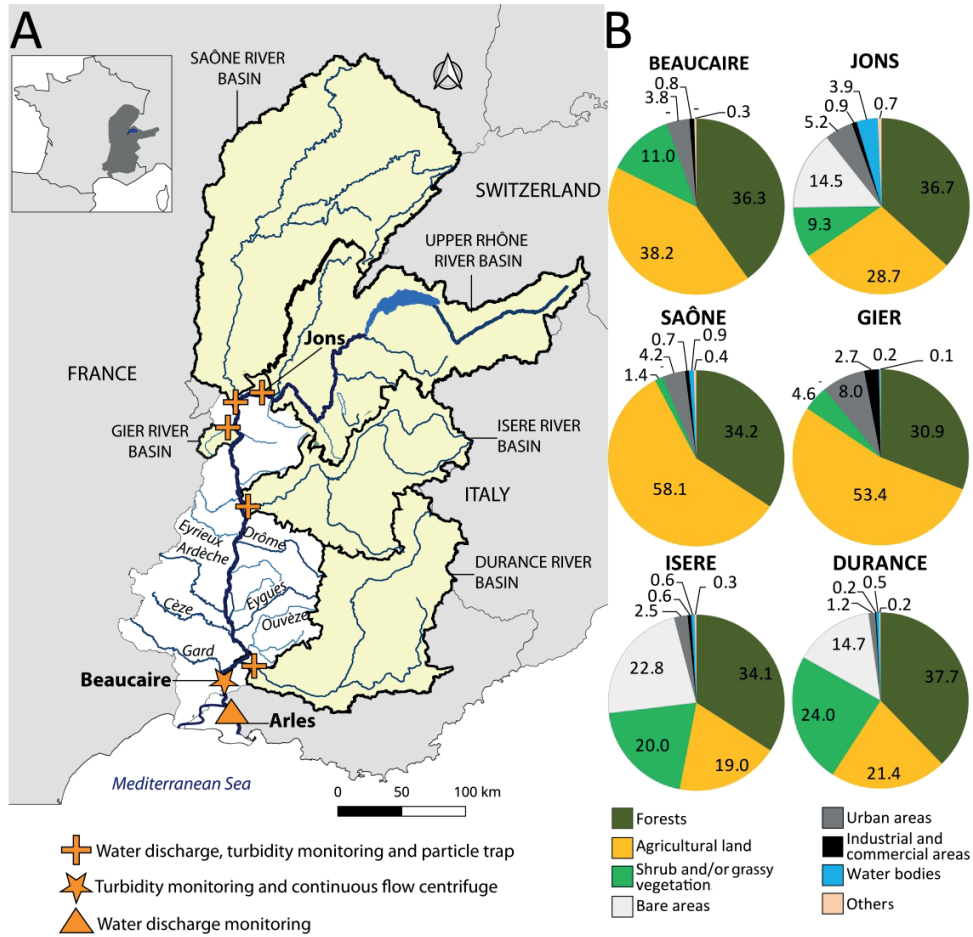 A
SAÔNE RIVER
BASIN
SWITZERLAND
UPPER RHÔNE
RIVER BASIN
Jons
FRANCE
GIER RIVER
BASIN
ISERE RIVER
BASIN
ITALY
Eyrieux
Ardèche
Drôme
DURANCE RIVER
BASIN
Cèze
Eygues
Ouvèze
Gard
Beaucaire
Arles
Mediterranean Sea
0 50 100 km
Water discharge, turbidity monitoring and particle trap
Turbidity monitoring and continuous flow centrifuge
Water discharge monitoring
B
BEAUCAIRE
0.8
3.8
-
-
0.3
11.0
36.3
38.2
JONS
3.9
0.9
0.7
5.2
14.5
36.7
9.3
28.7
SAÔNE
0.7
0.9
4.2
0.4
1.4
34.2
58.1
GIER
2.7
0.2
0.1
-
4.6
8.0
30.9
53.4
ISERE
0.6
0.3
0.6
2.5
22.8
34.1
20.0
19.0
DURANCE
0.5
0.2
1.2
0.2
14.7
37.7
24.0
21.4
Forests
Agricultural land
Shrub and/or grassy
vegetation
Bare areas
Urban areas
Industrial and
commercial areas
Water bodies
Others